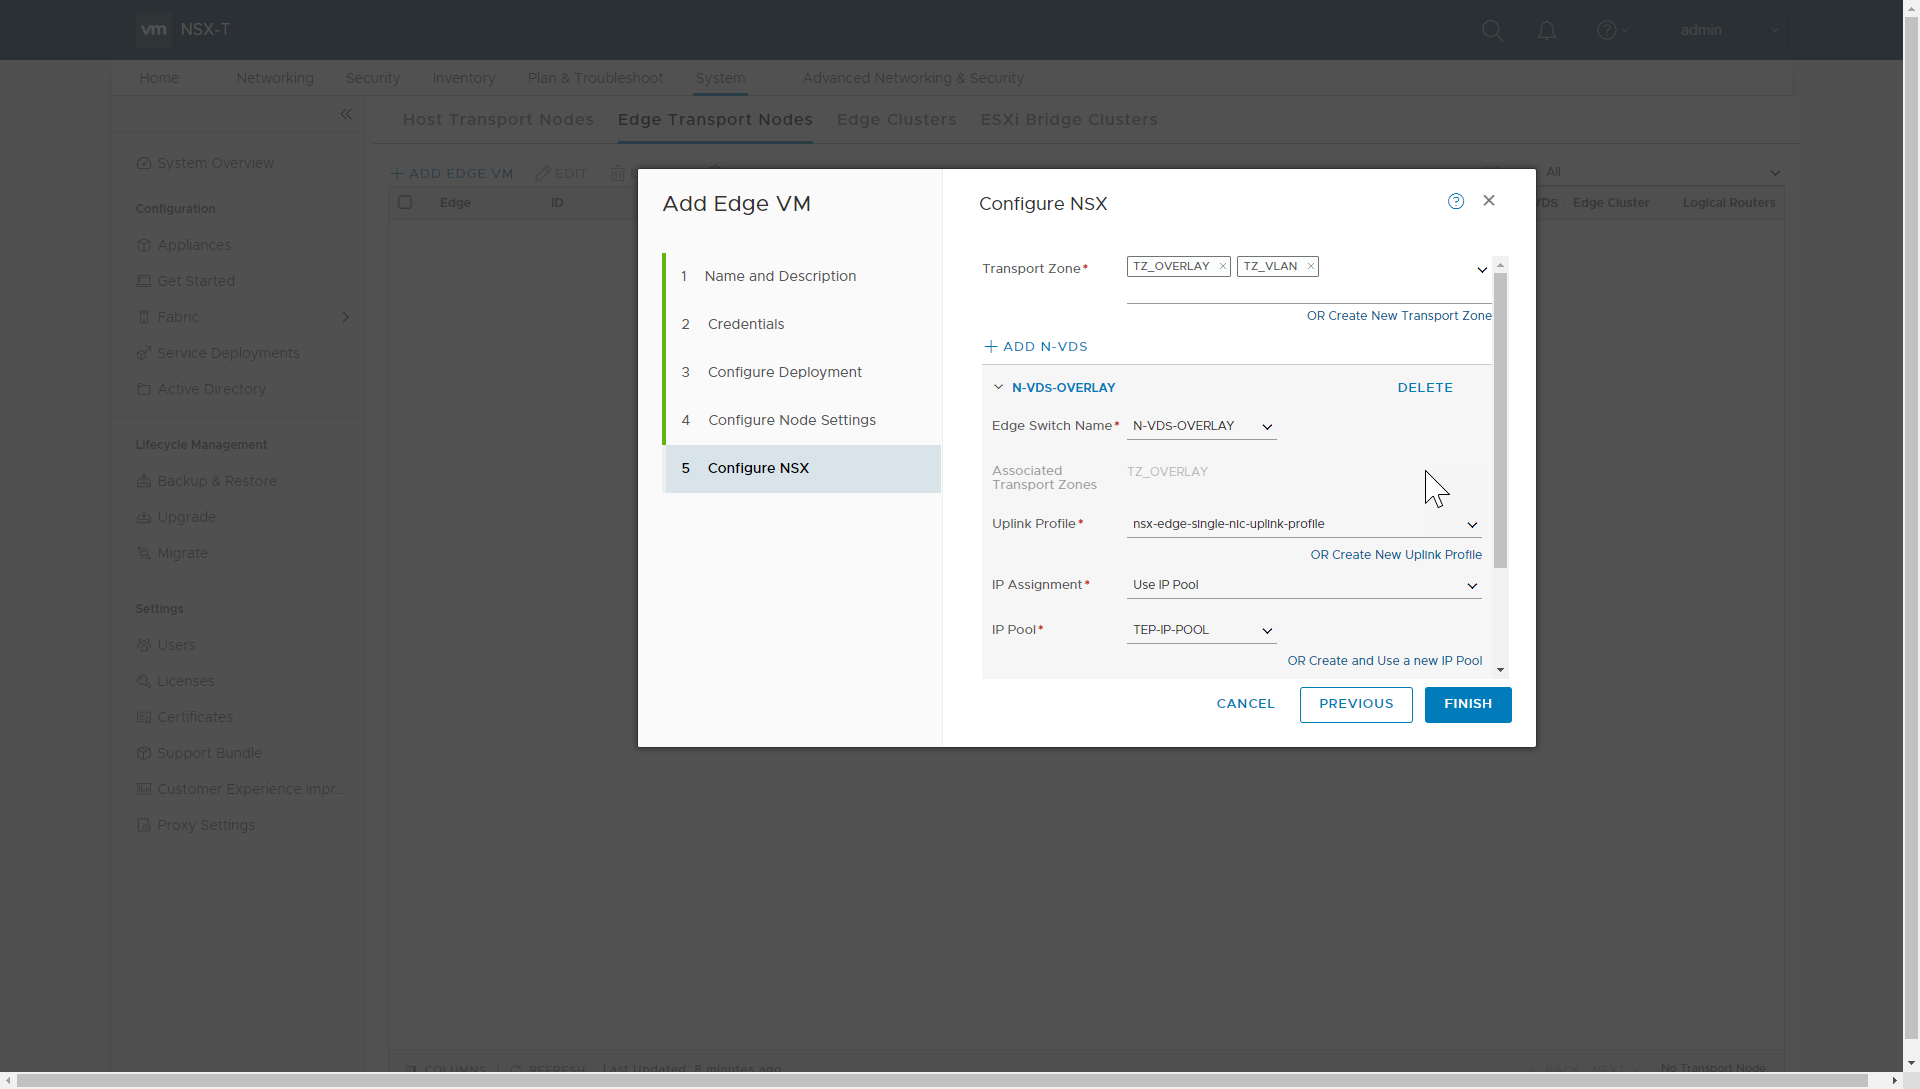 vm NSX-T
admin
Home Networking Security Inventory Plan & Troubleshoot System Advanced Networking & Security
Host Transport Nodes Edge Transport Nodes Edge Clusters ESXi Bridge Clusters
System Overview
Configuration
Appliances
Get Started
Fabric
Service Deployments
Active Directory
Lifecycle Management
Backup & Restore
Upgrade
Migrate
Settings
Users
Licenses
Certificates
Support Bundle
Customer Experience Impr...
Proxy Settings
+ ADD EDGE VM EDIT
All
Edge ID
VDS Edge Cluster Logical Routers
Add Edge VM
1 Name and Description
2 Credentials
3 Configure Deployment
4 Configure Node Settings
5 Configure NSX
Configure NSX
Transport Zone* TZ_OVERLAY × TZ_VLAN ×
OR Create New Transport Zone
+ ADD N-VDS
N-VDS-OVERLAY DELETE
Edge Switch Name* N-VDS-OVERLAY
Associated
Transport Zones TZ_OVERLAY
Uplink Profile* nsx-edge-single-nic-uplink-profile
OR Create New Uplink Profile
IP Assignment* Use IP Pool
IP Pool* TEP-IP-POOL
OR Create and Use a new IP Pool
CANCEL PREVIOUS FINISH
COLUMNS REFRESH Last Updated: 8 minutes ago
BACK NEXT No Transport Node